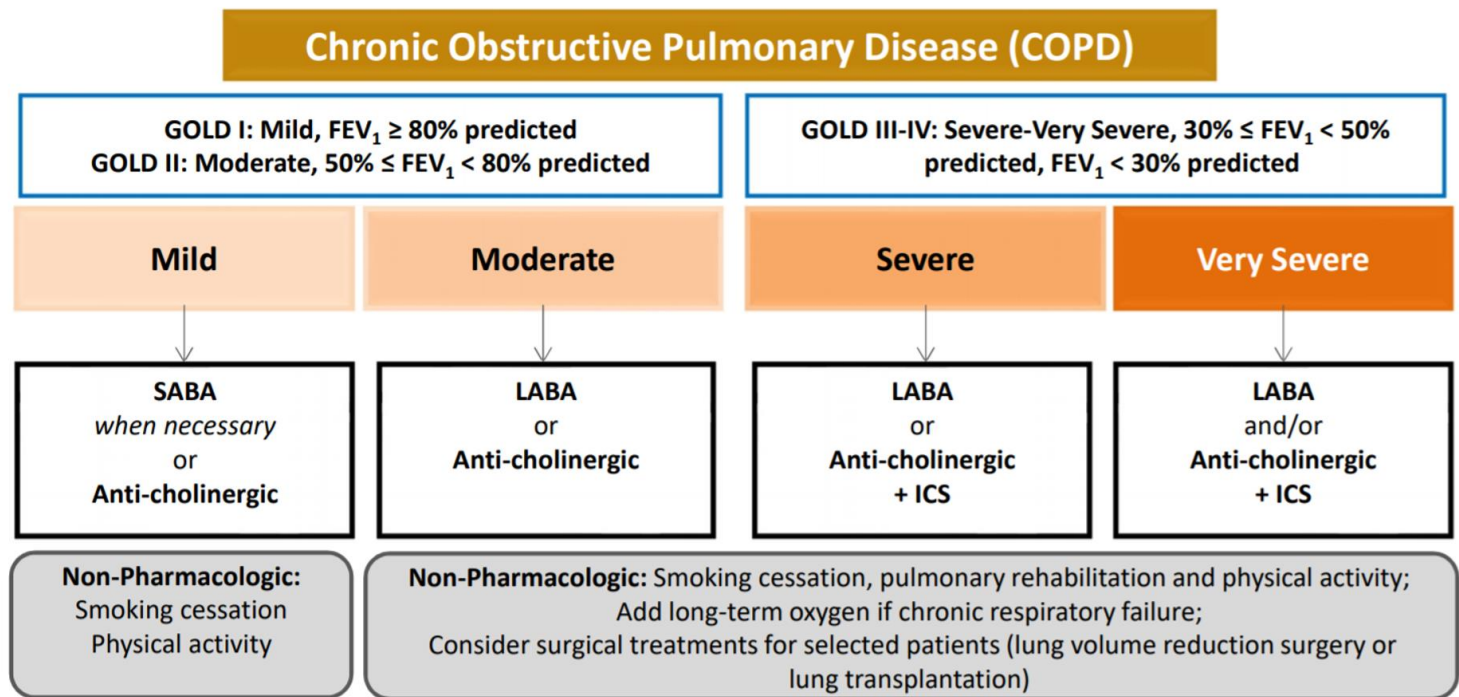 Chronic Obstructive Pulmonary Disease (COPD)
GOLD I: Mild, FEV₁ ≥ 80% predicted
GOLD II: Moderate, 50% ≤ FEV₁ < 80% predicted
GOLD III-IV: Severe-Very Severe, 30% ≤ FEV₁ < 50%
predicted, FEV₁ < 30% predicted
Mild
Moderate
Severe
Very Severe
SABA
when necessary
or
Anti-cholinergic
LABA
or
Anti-cholinergic
LABA
or
Anti-cholinergic
+ ICS
LABA
and/or
Anti-cholinergic
+ ICS
Non-Pharmacologic:
Smoking cessation
Physical activity
Non-Pharmacologic: Smoking cessation, pulmonary rehabilitation and physical activity;
Add long-term oxygen if chronic respiratory failure;
Consider surgical treatments for selected patients (lung volume reduction surgery or
lung transplantation)